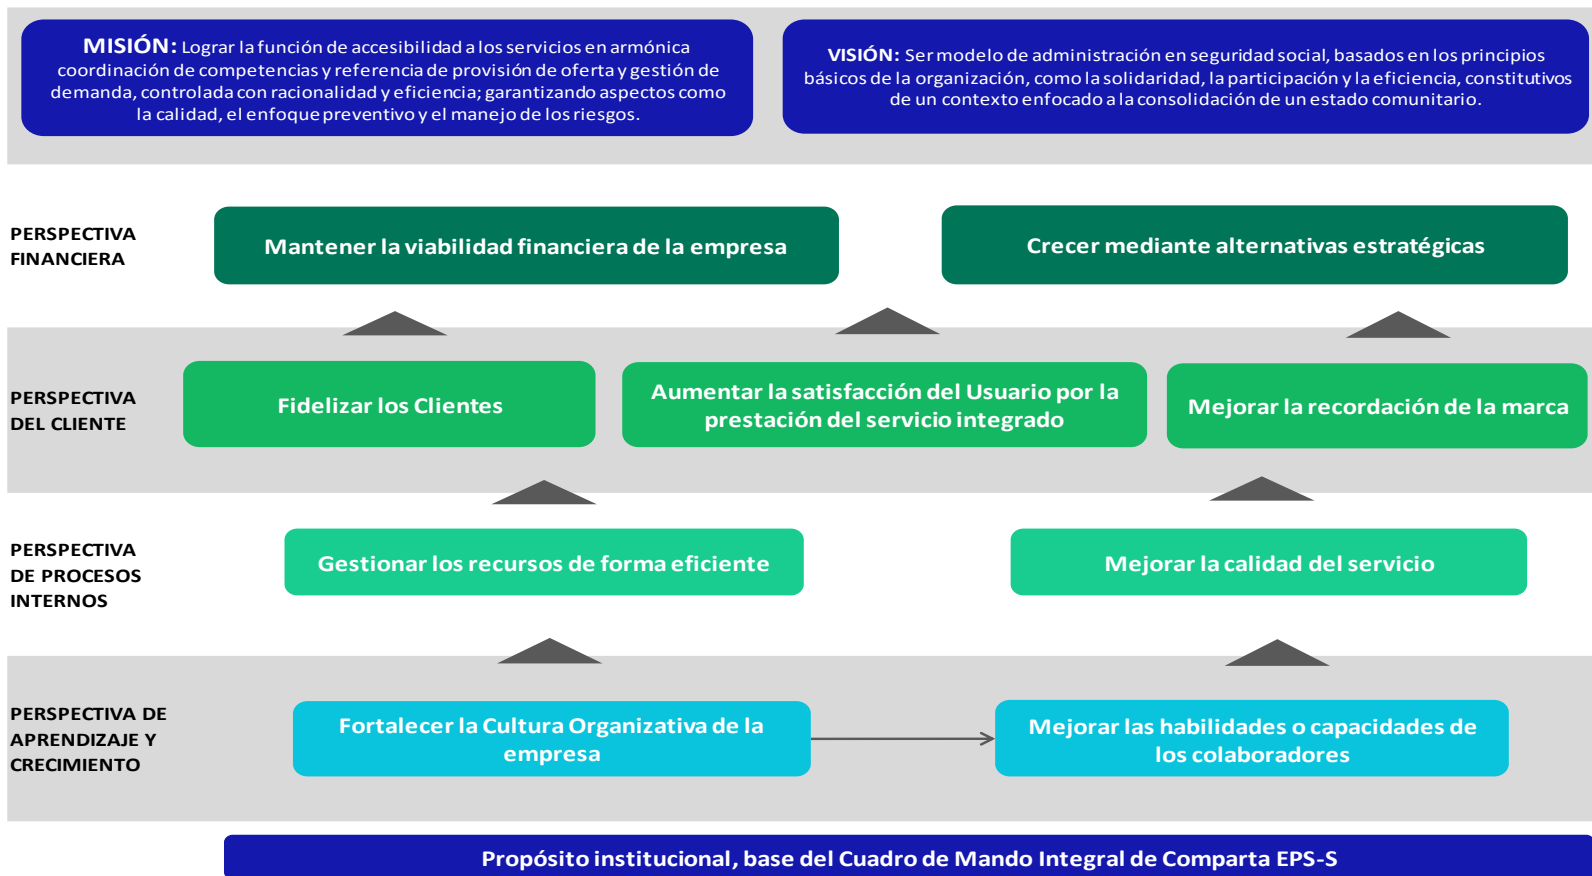 MISIÓN: Lograr la función de accesibilidad a los servicios en armónica
coordinación de competencias y referencia de provisión de oferta y gestión de
demanda, controlada con racionalidad y eficiencia; garantizando aspectos como
la calidad, el enfoque preventivo y el manejo de los riesgos.
VISIÓN: Ser modelo de administración en seguridad social, basados en los principios
básicos de la organización, como la solidaridad, la participación y la eficiencia, constitutivos
de un contexto enfocado a la consolidación de un estado comunitario.
PERSPECTIVA
FINANCIERA
Mantener la viabilidad financiera de la empresa
Crecer mediante alternativas estratégicas
PERSPECTIVA
DEL CLIENTE
Fidelizar los Clientes
Aumentar la satisfacción del Usuario por la
prestación del servicio integrado
Mejorar la recordación de la marca
PERSPECTIVA
DE PROCESOS
INTERNOS
Gestionar los recursos de forma eficiente
Mejorar la calidad del servicio
PERSPECTIVA DE
APRENDIZAJE Y
CRECIMIENTO
Fortalecer la Cultura Organizativa de la
empresa
Mejorar las habilidades o capacidades de
los colaboradores
Propósito institucional, base del Cuadro de Mando Integral de Comparta EPS-S